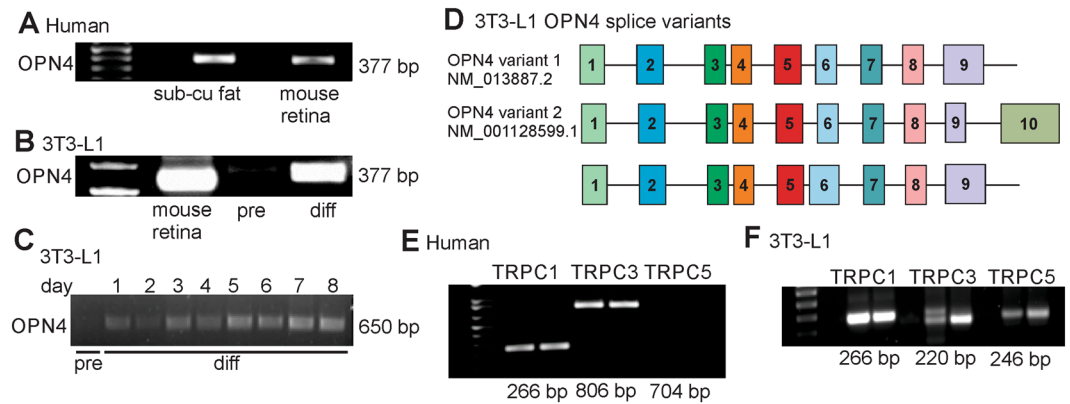 A Human
OPN4
377 bp
sub-cu fat
mouse
retina
B 3T3-L1
OPN4
377 bp
mouse
retina
pre
diff
C 3T3-L1
day 1 2 3 4 5 6 7 8
OPN4
650 bp
pre
diff
D 3T3-L1 OPN4 splice variants
OPN4 variant 1
NM_013887.2
1 2 3 4 5 6 7 8 9
OPN4 variant 2
NM_001128599.1
1 2 3 4 5 6 7 8 9 10
1 2 3 4 5 6 7 8 9
E Human
TRPC1 TRPC3 TRPC5
266 bp 806 bp 704 bp
F 3T3-L1
TRPC1 TRPC3 TRPC5
266 bp 220 bp 246 bp